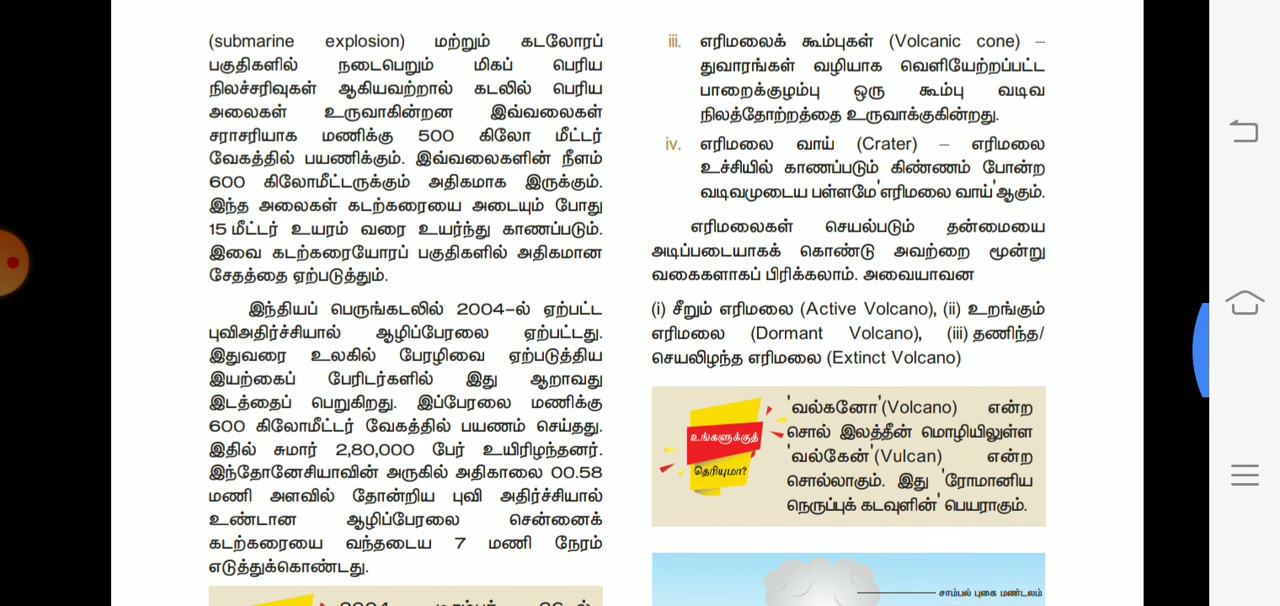 (submarine explosion) மற்றும் கடலோரப்
பகுதிகளில் நடைபெறும் மிகப் பெரிய
நிலச்சரிவுகள் ஆகியவற்றால் கடலில் பெரிய
அலைகள் உருவாகின்றன இவ்வலைகள்
சராசரியாக மணிக்கு 500 கிலோ மீட்டர்
வேகத்தில் பயணிக்கும். இவ்வலைகளின் நீளம்
600 கிலோமீட்டருக்கும் அதிகமாக இருக்கும்.
இந்த அலைகள் கடற்கரையை அடையும் போது
15 மீட்டர் உயரம் வரை உயர்ந்து காணப்படும்.
இவை கடற்கரையோரப் பகுதிகளில் அதிகமான
சேதத்தை ஏற்படுத்தும்.
இந்தியப் பெருங்கடலில் 2004-ல் ஏற்பட்ட
புவிஅதிர்ச்சியால் ஆழிப்பேரலை ஏற்பட்டது.
இதுவரை உலகில் பேரழிவை ஏற்படுத்திய
இயற்கைப் பேரிடர்களில் இது ஆறாவது
இடத்தைப் பெறுகிறது. இப்பேரலை மணிக்கு
600 கிலோமீட்டர் வேகத்தில் பயணம் செய்தது.
இதில் சுமார் 2,80,000 பேர் உயிரிழந்தனர்.
இந்தோனேசியாவின் அருகில் அதிகாலை 00.58
மணி அளவில் தோன்றிய புவி அதிர்ச்சியால்
உண்டான ஆழிப்பேரலை சென்னைக்
கடற்கரையை வந்தடைய 7 மணி நேரம்
எடுத்துக்கொண்டது.
2004 26
iii. எரிமலைக் கூம்புகள் (Volcanic cone) –
துவாரங்கள் வழியாக வெளியேற்றப்பட்ட
பாறைக்குழம்பு ஒரு கூம்பு வடிவ
நிலத்தோற்றத்தை உருவாக்குகின்றது.
iv. எரிமலை வாய் (Crater) – எரிமலை
உச்சியில் காணப்படும் கிண்ணம் போன்ற
வடிவமுடைய பள்ளமே 'எரிமலை வாய்' ஆகும்.
எரிமலைகள் செயல்படும் தன்மையை
அடிப்படையாகக் கொண்டு அவற்றை மூன்று
வகைகளாகப் பிரிக்கலாம். அவையாவன
(i) சீறும் எரிமலை (Active Volcano), (ii) உறங்கும்
எரிமலை (Dormant Volcano), (iii) தணிந்த/
செயலிழந்த எரிமலை (Extinct Volcano)
உங்களுக்குத்
தெரியுமா?
'வல்கனோ' (Volcano) என்ற
சொல் இலத்தீன் மொழியிலுள்ள
'வல்கேன்' (Vulcan) என்ற
சொல்லாகும். இது 'ரோமானிய
நெருப்புக் கடவுளின்' பெயராகும்.
சாம்பல் புகை மண்டலம்